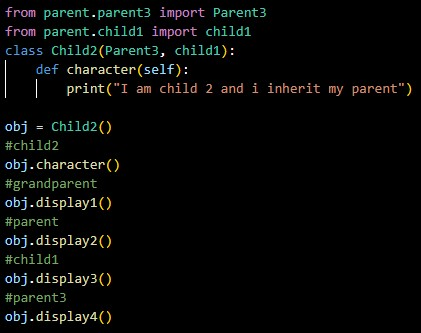 from parent.parent3 import Parent3
from parent.child1 import child1
class Child2(Parent3, child1):
    def character(self):
        print("I am child 2 and i inherit my parent")
obj = Child2()
#child2
obj.character()
#grandparent
obj.display1()
#parent
obj.display2()
#child1
obj.display3()
#parent3
obj.display4()